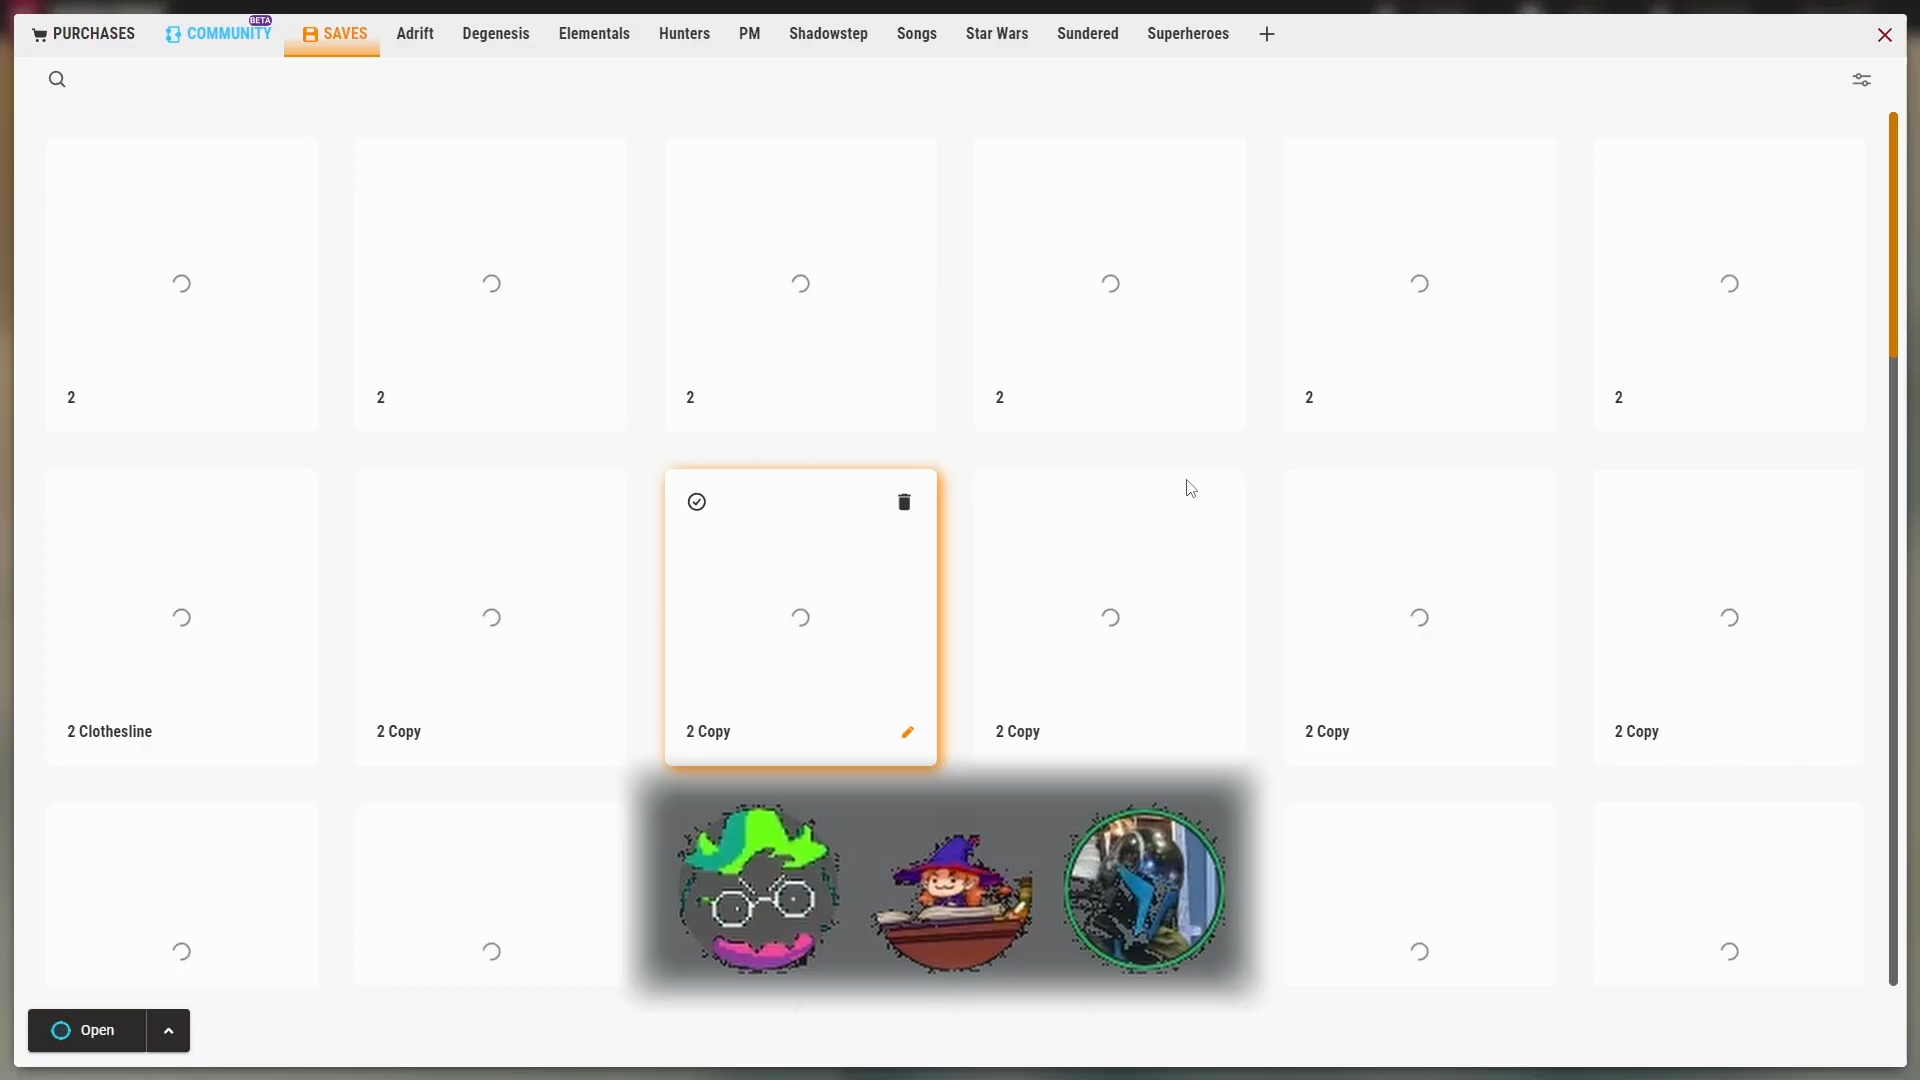 PURCHASES COMMUNITY BETA SAVES Adrift Degenesis Elementals Hunters PM Shadowstep Songs Star Wars Sundered Superheroes
2 2 2 2 2 2
2 Clothesline 2 Copy 2 Copy 2 Copy 2 Copy 2 Copy
Open